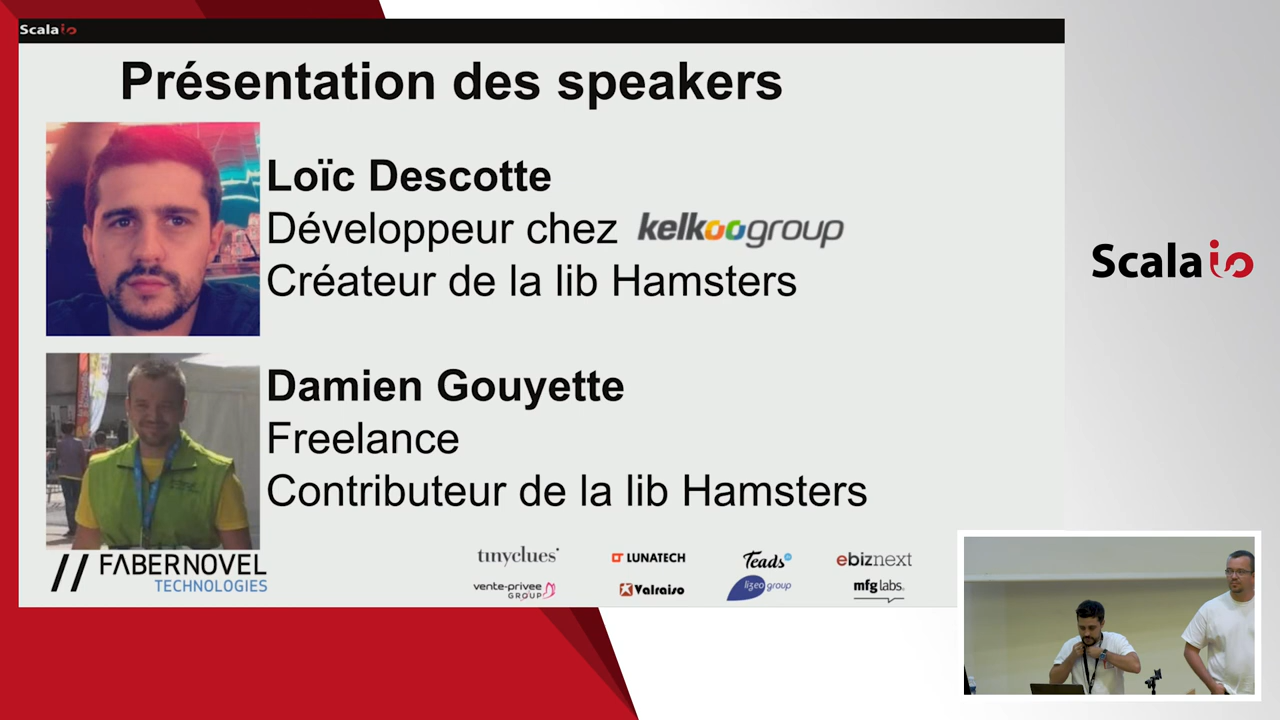 Scala io
Présentation des speakers
Loïc Descotte
Développeur chez kelkoogroup
Créateur de la lib Hamsters
Damien Gouyette
Freelance
Contributeur de la lib Hamsters
// FABERNOVEL
TECHNOLOGIES
tinyclues
LUNATECH
Teads
ebiznext
vente-privee
GROUP
Valraiso
lizeo group
mfg labs.
Scala io